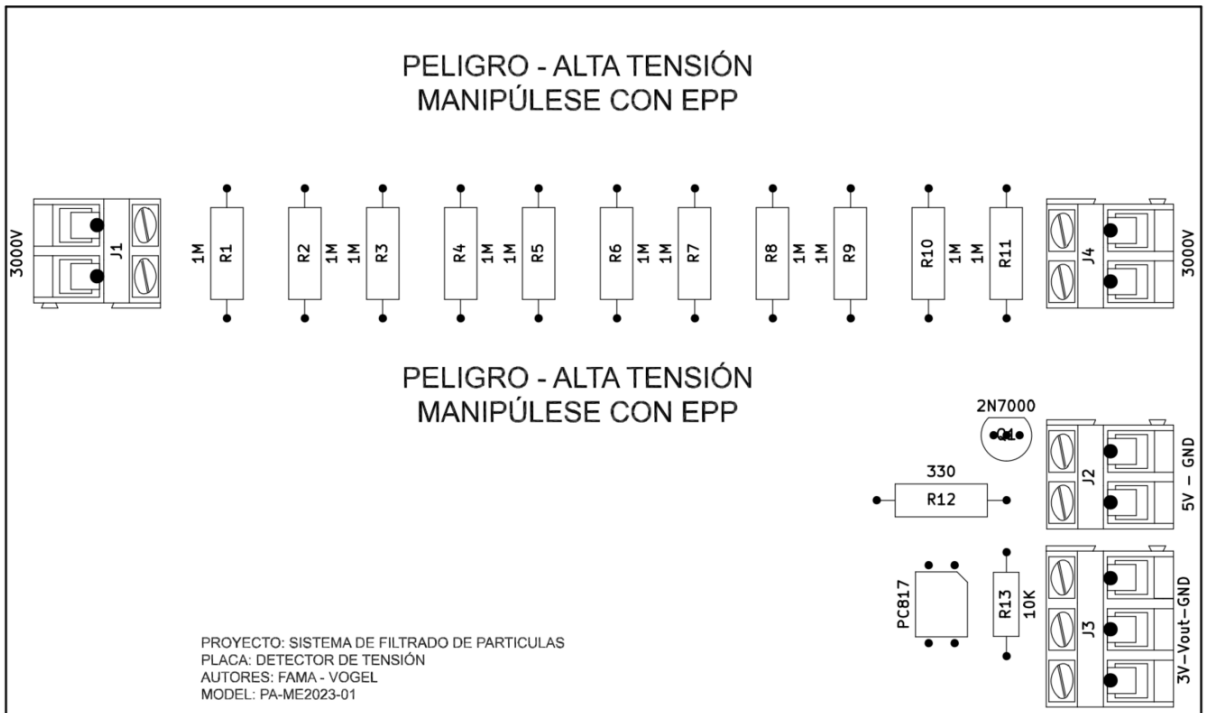 PELIGRO - ALTA TENSIÓN
MANIPÚLESE CON EPP
3000V
J1
1M
R1
R2
1M
1M
R3
R4
1M
1M
R5
R6
1M
1M
R7
R8
1M
1M
R9
R10
1M
1M
R11
J4
3000V
PELIGRO - ALTA TENSIÓN
MANIPÚLESE CON EPP
2N7000
Q1
330
R12
J2
5V - GND
PC817
R13
10K
J3
3V-Vout-GND
PROYECTO: SISTEMA DE FILTRADO DE PARTICULAS
PLACA: DETECTOR DE TENSIÓN
AUTORES: FAMA - VOGEL
MODEL: PA-ME2023-01